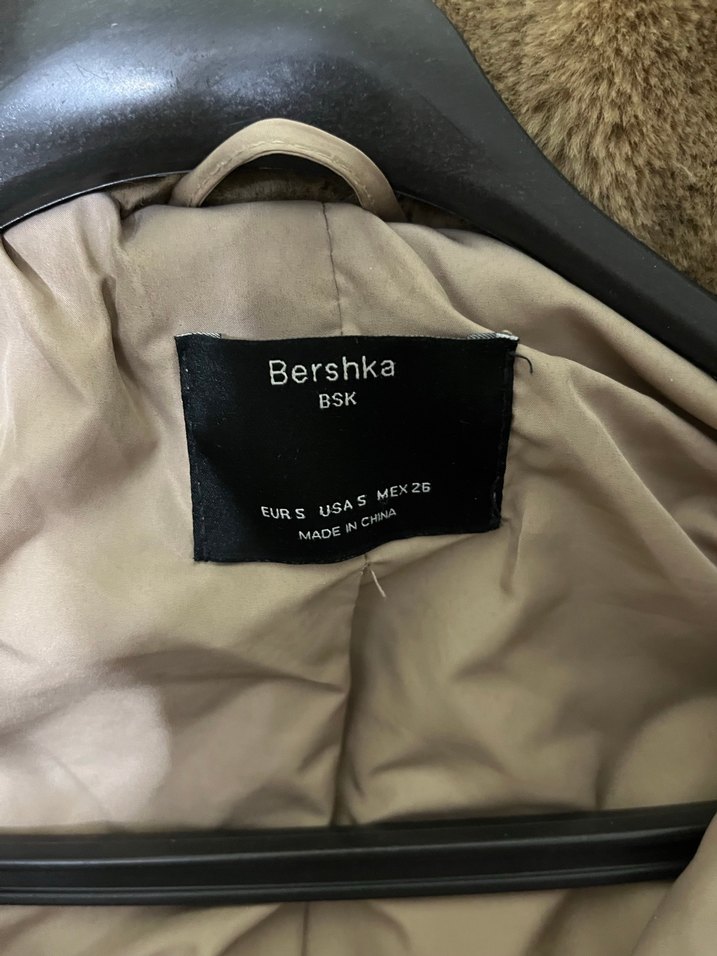 Bershka
BSK
EUR S USA S MEX 26
MADE IN CHINA